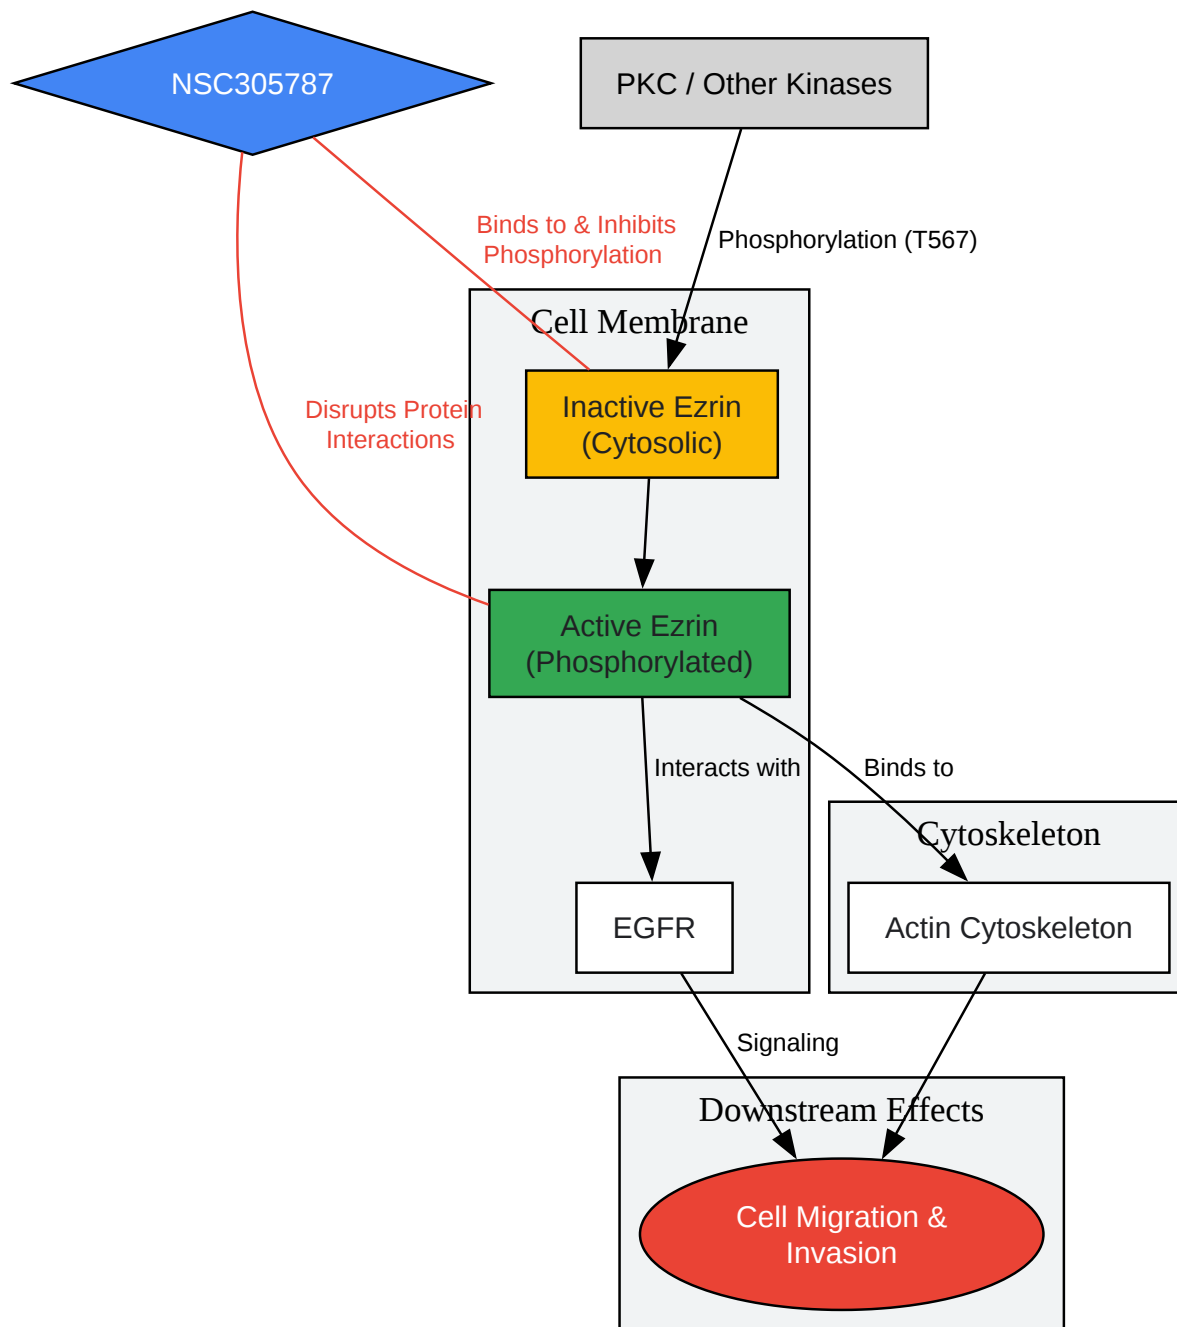 NSC305787
PKC / Other Kinases
Binds to & Inhibits
Phosphorylation
Phosphorylation (T567)
Cell Membrane
Inactive Ezrin
(Cytosolic)
Disrupts Protein
Interactions
Active Ezrin
(Phosphorylated)
Interacts with
Binds to
Cytoskeleton
EGFR
Actin Cytoskeleton
Signaling
Downstream Effects
Cell Migration &
Invasion